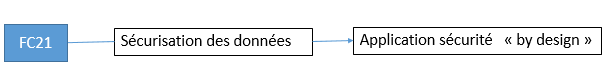 FC21
Sécurisation des données
Application sécurité « by design »